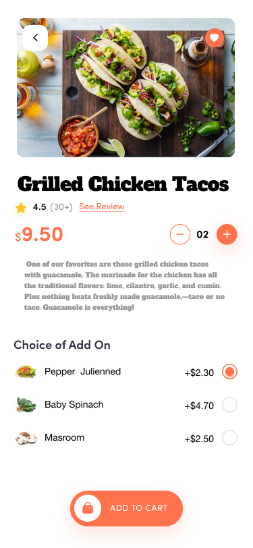 Grilled Chicken Tacos
4.5 (30+) See Review
$9.50 02
One of our favorites are these grilled chicken tacos
with guacamole. The marinade for the chicken has all
the traditional flavors: lime, cilantro, garlic, and cumin.
Plus nothing beats freshly made guacamole,—taco or no
taco. Guacamole is everything!
Choice of Add On
Pepper Julienned +$2.30
Baby Spinach +$4.70
Masroom +$2.50
ADD TO CART